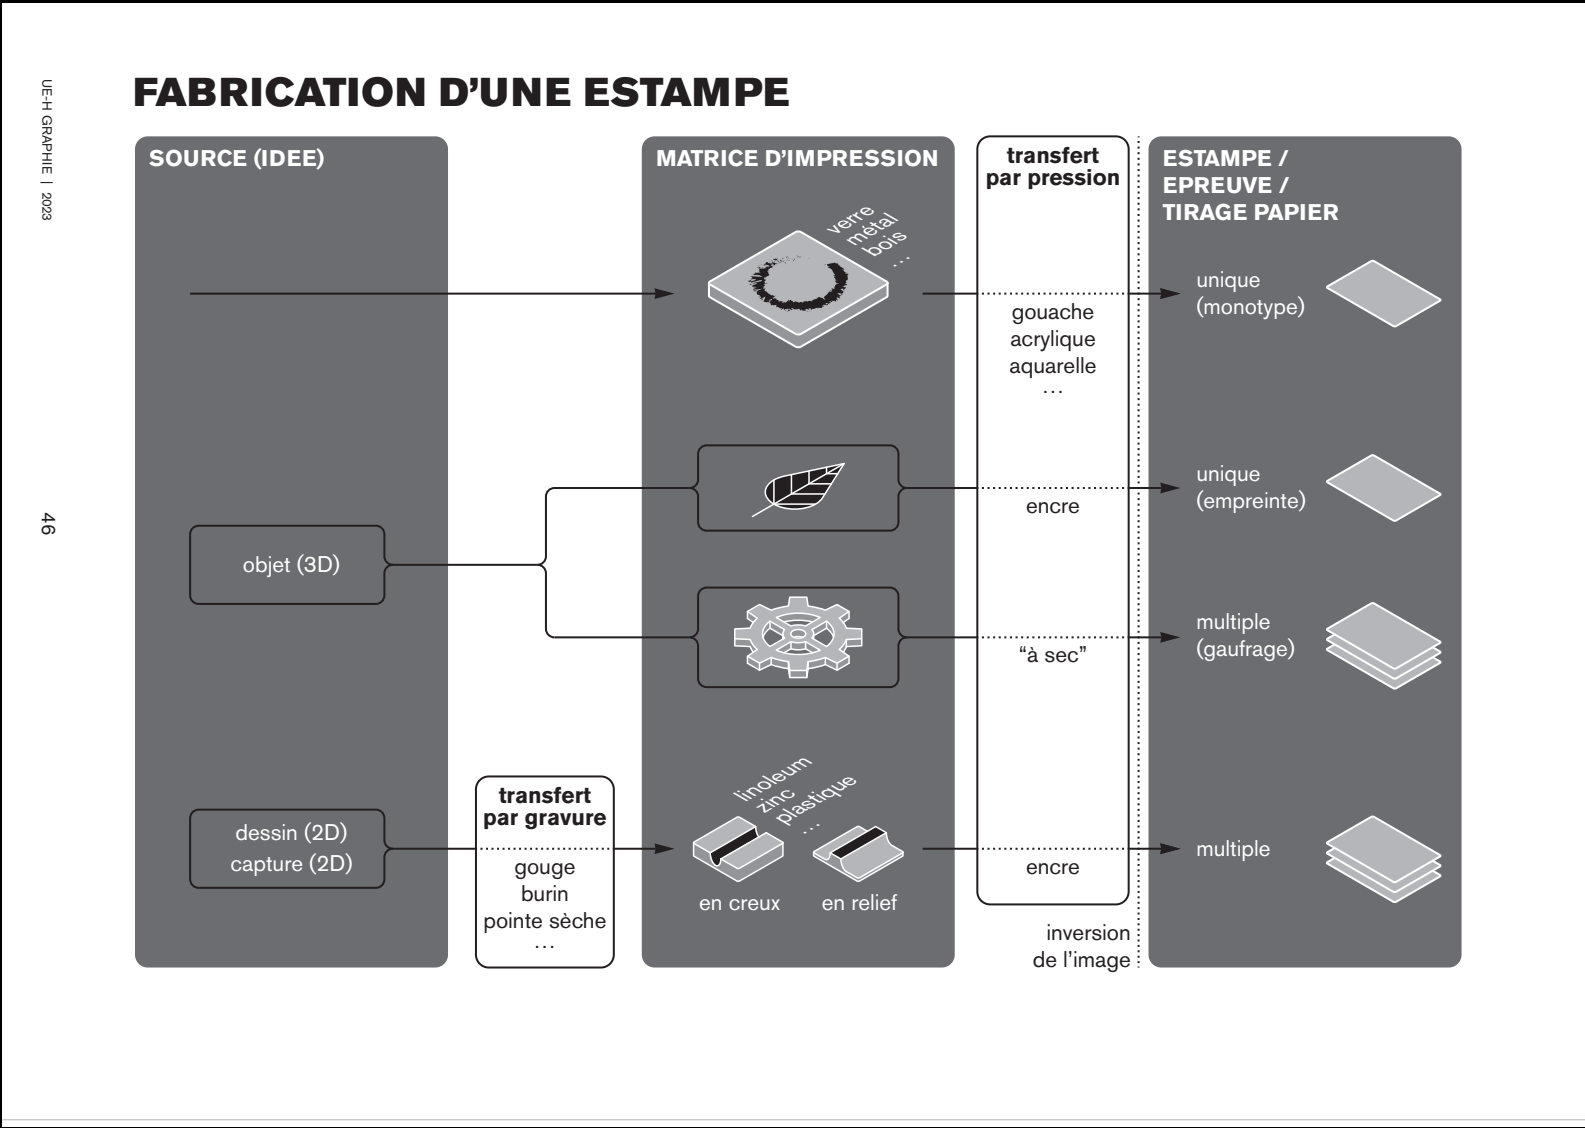 UE-H GRAPHIE | 2023
46
FABRICATION D’UNE ESTAMPE
SOURCE (IDEE)
objet (3D)
dessin (2D)
capture (2D)
transfert
par gravure
gouge
burin
pointe sèche
...
MATRICE D’IMPRESSION
verre
métal
bois
...
linoleum
zinc
plastique
...
en creux
en relief
transfert
par pression
gouache
acrylique
aquarelle
...
encre
“à sec”
encre
inversion
de l’image
ESTAMPE /
EPREUVE /
TIRAGE PAPIER
unique
(monotype)
unique
(empreinte)
multiple
(gaufrage)
multiple